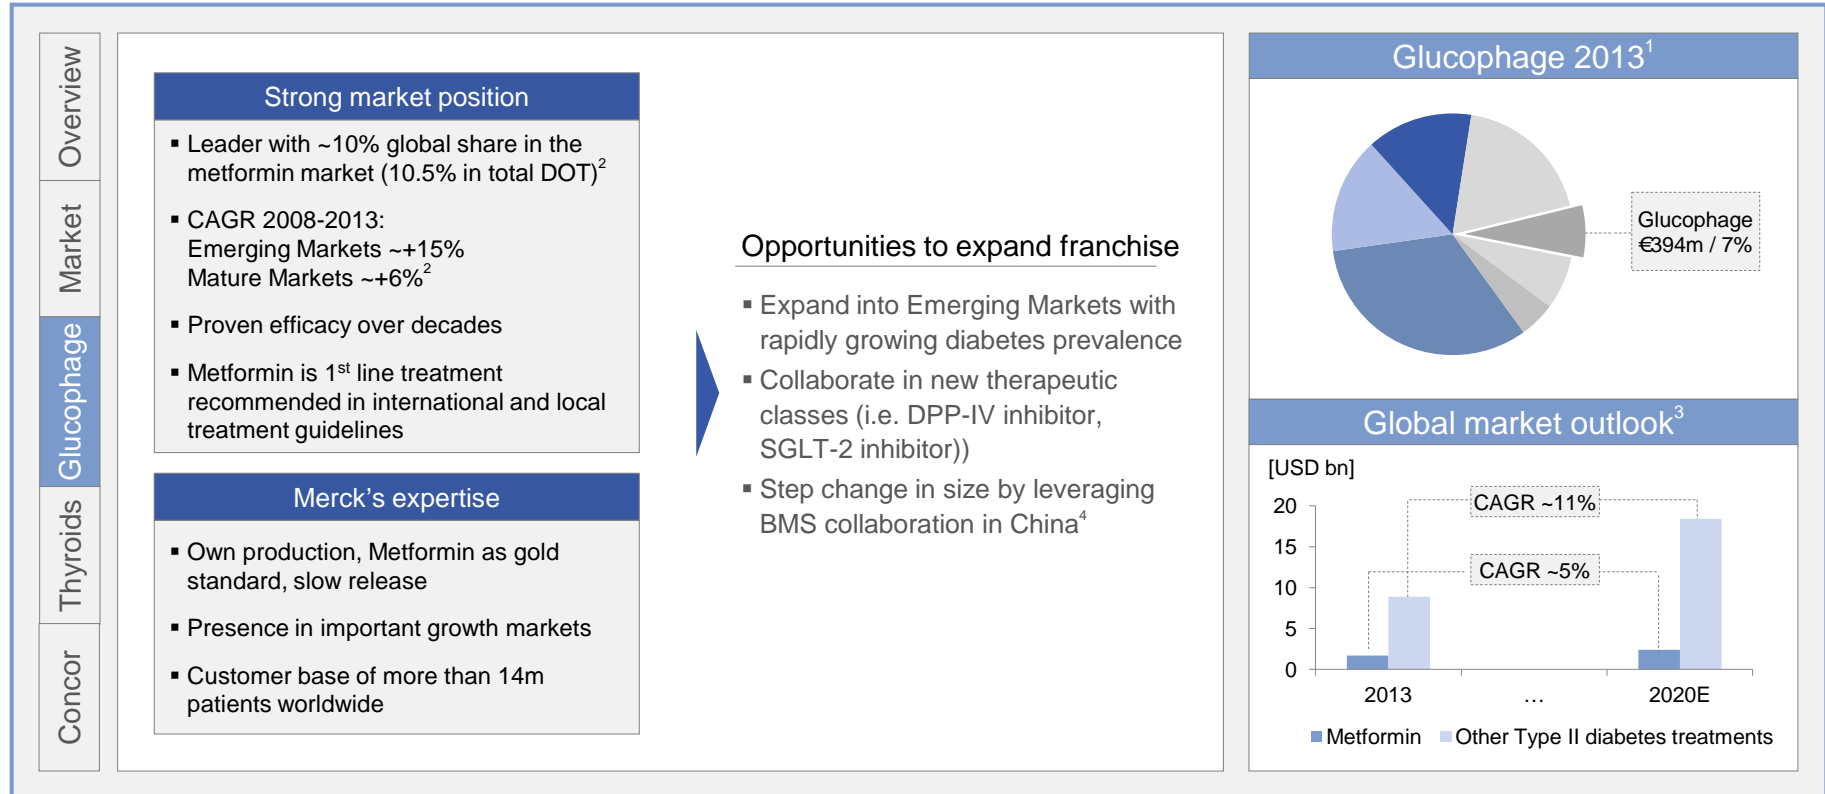 Overview
Market
Glucophage
Thyroids
Concor
Strong market position
▪ Leader with ~10% global share in the
metformin market (10.5% in total DOT)2
▪ CAGR 2008-2013:
Emerging Markets ~+15%
Mature Markets ~+6%2
▪ Proven efficacy over decades
▪ Metformin is 1st line treatment
recommended in international and local
treatment guidelines
Merck's expertise
▪ Own production, Metformin as gold
standard, slow release
▪ Presence in important growth markets
▪ Customer base of more than 14m
patients worldwide
Opportunities to expand franchise
▪ Expand into Emerging Markets with
rapidly growing diabetes prevalence
▪ Collaborate in new therapeutic
classes (i.e. DPP-IV inhibitor,
SGLT-2 inhibitor))
▪ Step change in size by leveraging
BMS collaboration in China4
Glucophage 20131
Glucophage
€394m / 7%
Global market outlook3
[USD bn]
20
15
10
5
0
CAGR ~11%
CAGR ~5%
2013
…
2020E
Metformin
Other Type II diabetes treatments